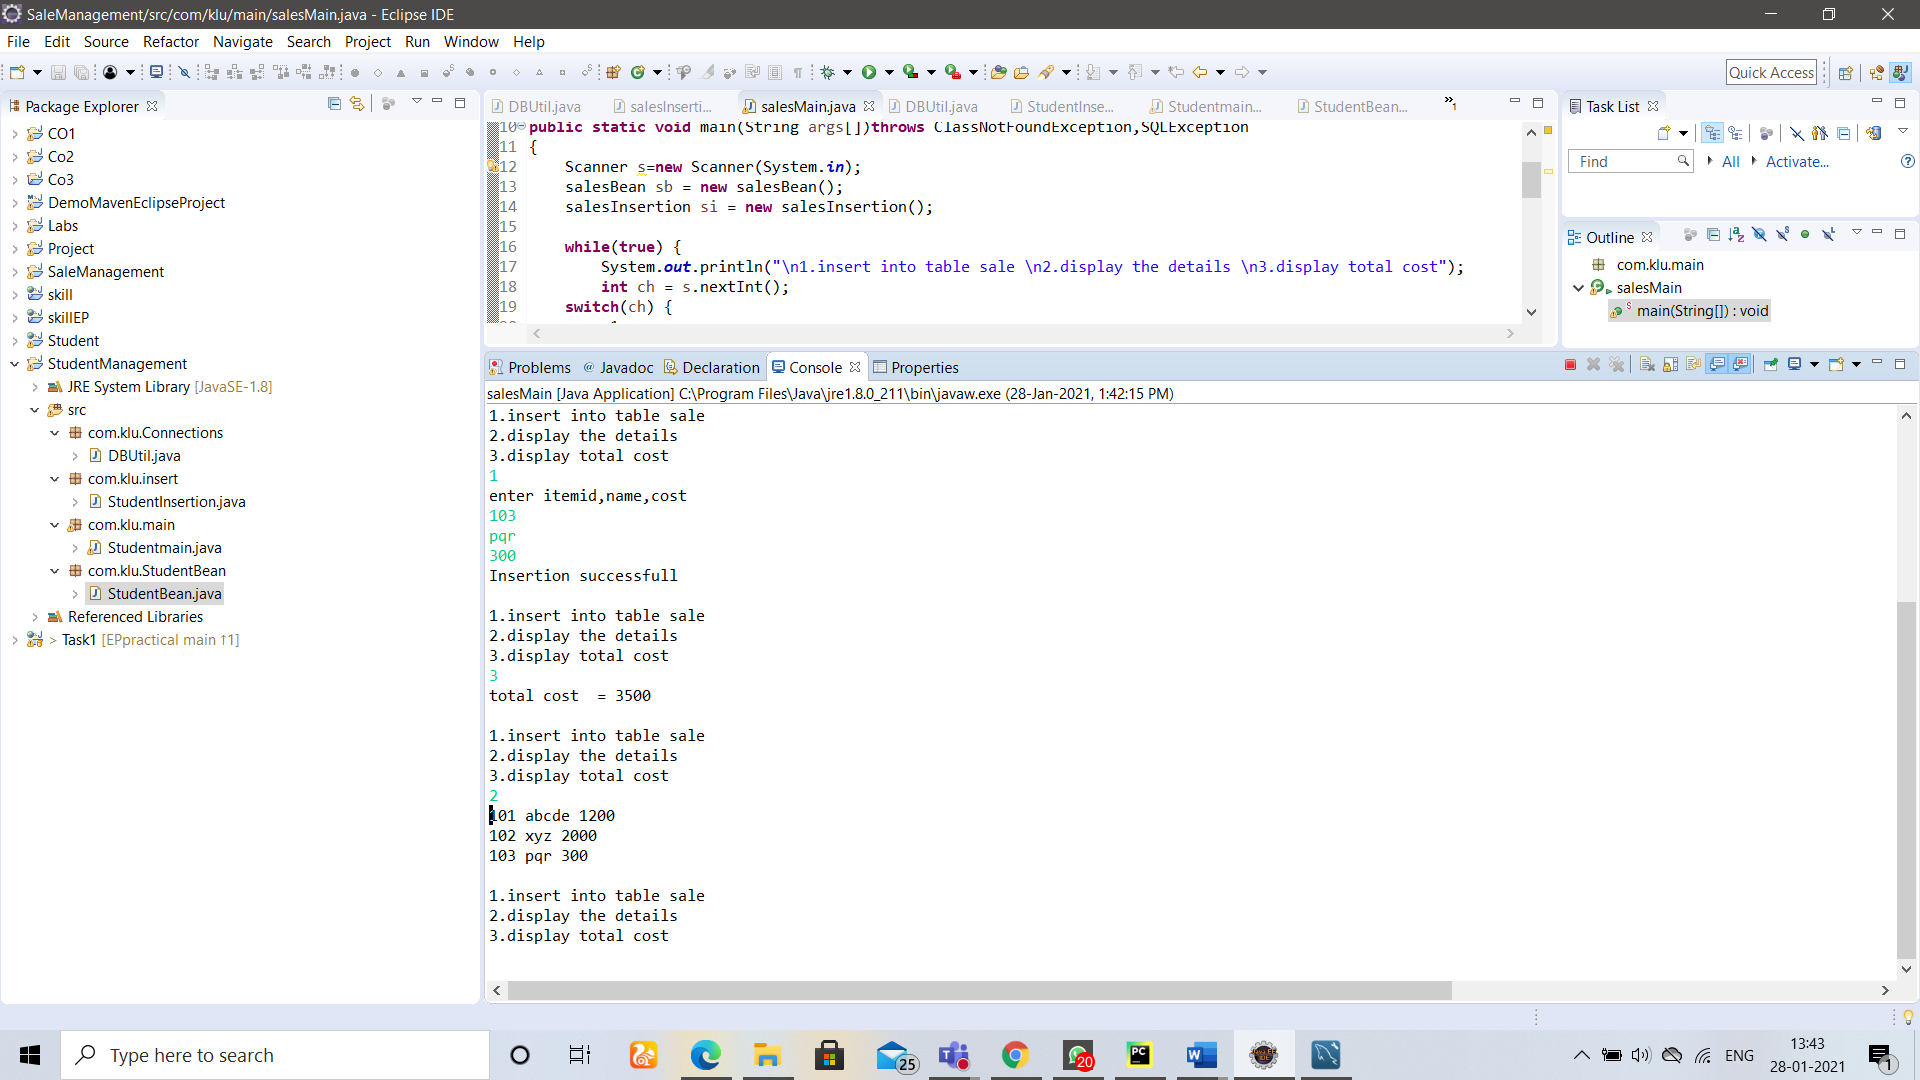 SaleManagement/src/com/klu/main/salesMain.java - Eclipse IDE
File Edit Source Refactor Navigate Search Project Run Window Help
Quick Access
Package Explorer
CO1
Co2
Co3
DemoMavenEclipseProject
Labs
Project
SaleManagement
skill
skillEP
Student
StudentManagement
JRE System Library [JavaSE-1.8]
src
com.klu.Connections
DBUtil.java
com.klu.insert
StudentInsertion.java
com.klu.main
Studentmain.java
com.klu.StudentBean
StudentBean.java
Referenced Libraries
> Task1 [EPpractical main ↑1]
DBUtil.java salesInserti... salesMain.java DBUtil.java StudentInse... Studentmain... StudentBean... »1
10 public static void main(String args[])throws ClassNotFoundException,SQLException
11 {
12 Scanner s=new Scanner(System.in);
13 salesBean sb = new salesBean();
14 salesInsertion si = new salesInsertion();
15
16 while(true) {
17 System.out.println("\n1.insert into table sale \n2.display the details \n3.display total cost");
18 int ch = s.nextInt();
19 switch(ch) {
Problems @ Javadoc Declaration Console Properties
salesMain [Java Application] C:\Program Files\Java\jre1.8.0_211\bin\javaw.exe (28-Jan-2021, 1:42:15 PM)
1.insert into table sale
2.display the details
3.display total cost
1
enter itemid,name,cost
103
pqr
300
Insertion successfull
1.insert into table sale
2.display the details
3.display total cost
3
total cost  = 3500
1.insert into table sale
2.display the details
3.display total cost
2
101 abcde 1200
102 xyz 2000
103 pqr 300
1.insert into table sale
2.display the details
3.display total cost
Task List
Find All Activate...
Outline
com.klu.main
salesMain
main(String[]) : void
Type here to search
25
20
PC
ENG
13:43
28-01-2021
1